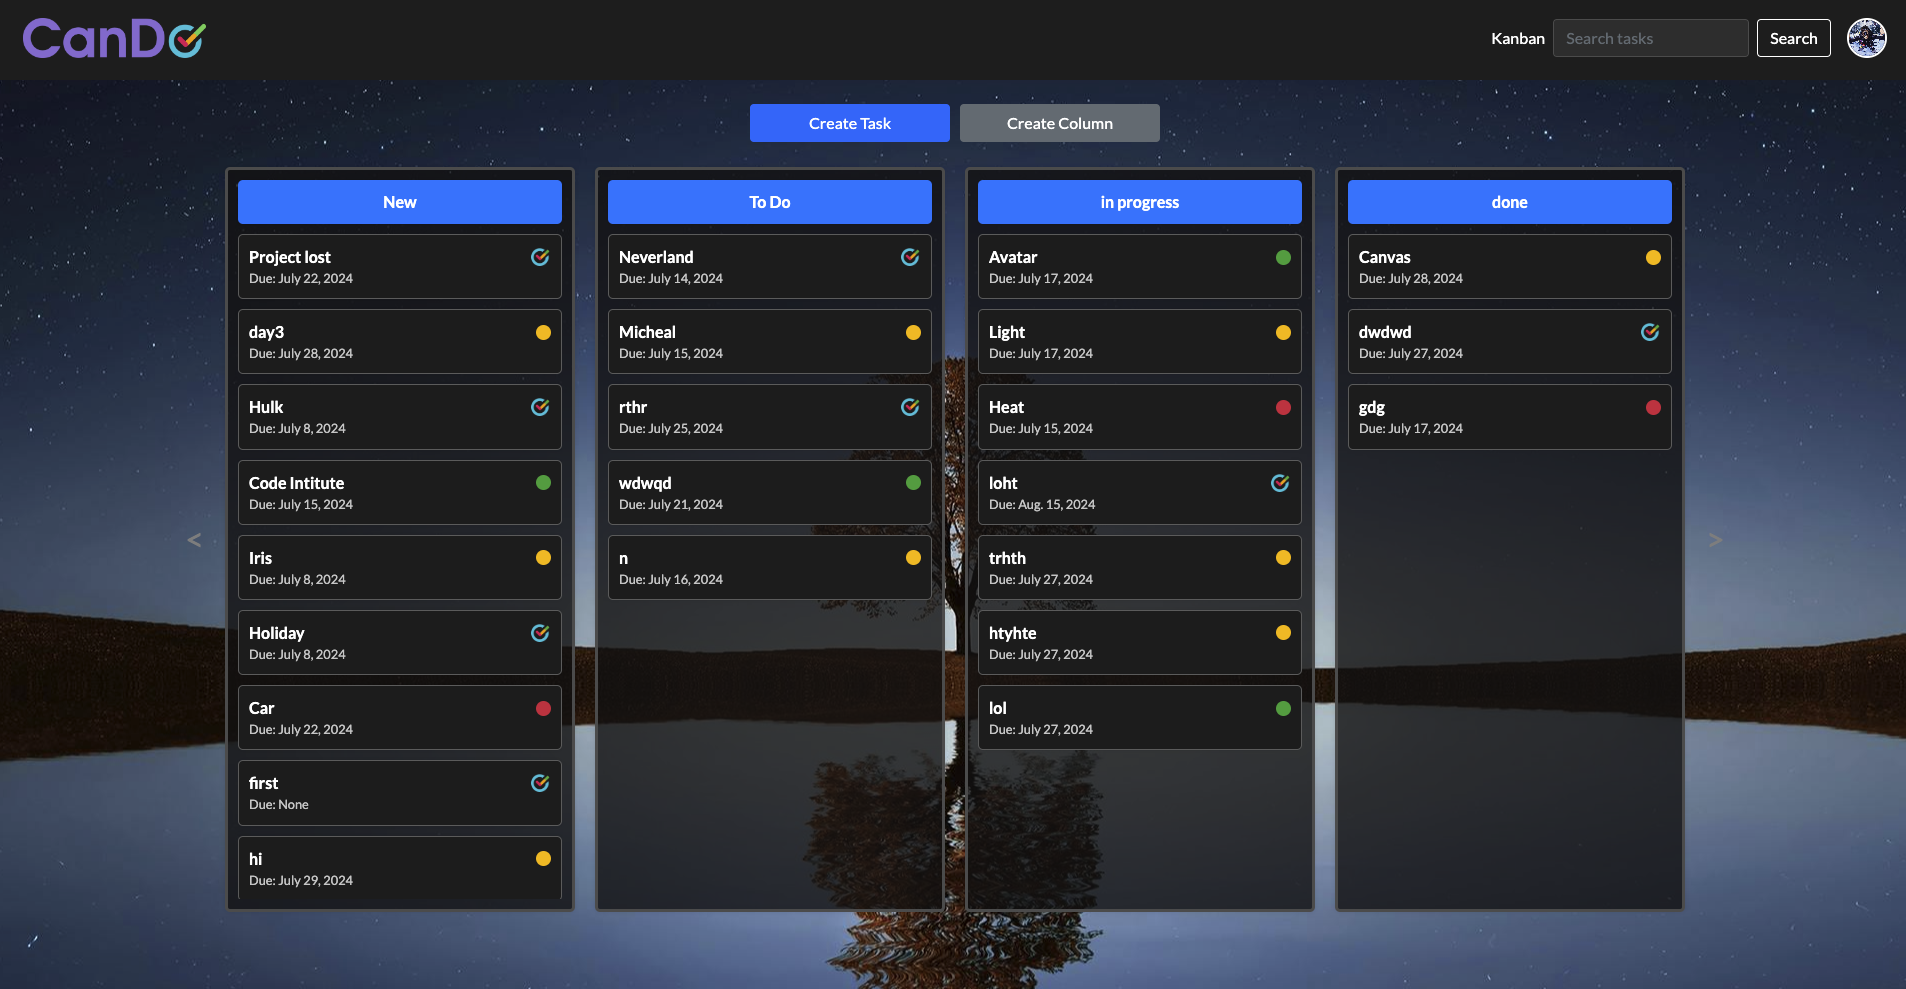 CanDo
Kanban
Search tasks
Search
Create Task
Create Column
New
Project lost
Due: July 22, 2024
day3
Due: July 28, 2024
Hulk
Due: July 8, 2024
Code Intitute
Due: July 15, 2024
Iris
Due: July 8, 2024
Holiday
Due: July 8, 2024
Car
Due: July 22, 2024
first
Due: None
hi
Due: July 29, 2024
To Do
Neverland
Due: July 14, 2024
Micheal
Due: July 15, 2024
rthr
Due: July 25, 2024
wdwqd
Due: July 21, 2024
n
Due: July 16, 2024
in progress
Avatar
Due: July 17, 2024
Light
Due: July 17, 2024
Heat
Due: July 15, 2024
loht
Due: Aug. 15, 2024
trhth
Due: July 27, 2024
htyhte
Due: July 27, 2024
lol
Due: July 27, 2024
done
Canvas
Due: July 28, 2024
dwdwd
Due: July 27, 2024
gdg
Due: July 17, 2024
<
>